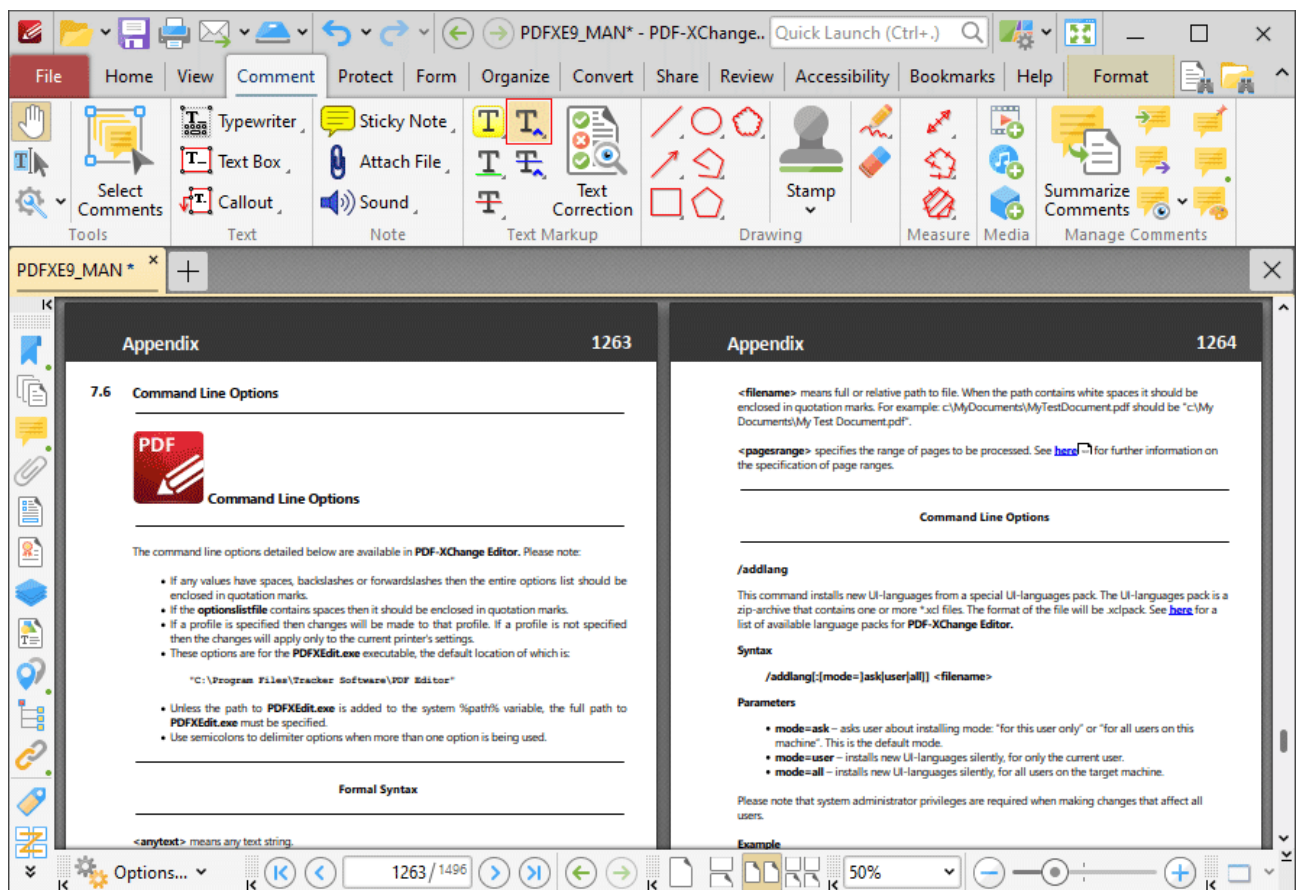 PDFXE9_MAN* - PDF-XChange..
Quick Launch (Ctrl+.)
File Home View Comment Protect Form Organize Convert Share Review Accessibility Bookmarks Help Format
Typewriter
Text Box
Callout
Sticky Note
Attach File
Sound
Select
Comments
Text
Correction
Stamp
Summarize
Comments
Tools Text Note Text Markup Drawing Measure Media Manage Comments
PDFXE9_MAN *
Appendix 1263
7.6 Command Line Options
PDF
Command Line Options
The command line options detailed below are available in PDF-XChange Editor. Please note:
• If any values have spaces, backslashes or forwardslashes then the entire options list should be
enclosed in quotation marks.
• If the optionslistfile contains spaces then it should be enclosed in quotation marks.
• If a profile is specified then changes will be made to that profile. If a profile is not specified
then the changes will apply only to the current printer's settings.
• These options are for the PDFXEdit.exe executable, the default location of which is:
"C:\Program Files\Tracker Software\PDF Editor"
• Unless the path to PDFXEdit.exe is added to the system %path% variable, the full path to
PDFXEdit.exe must be specified.
• Use semicolons to delimiter options when more than one option is being used.
Formal Syntax
<anytext> means any text string.
Appendix 1264
<filename> means full or relative path to file. When the path contains white spaces it should be
enclosed in quotation marks. For example: c:\MyDocuments\MyTestDocument.pdf should be "c:\My
Documents\My Test Document.pdf".
<pagesrange> specifies the range of pages to be processed. See here for further information on
the specification of page ranges.
Command Line Options
/addlang
This command installs new UI-languages from a special UI-languages pack. The UI-languages pack is a
zip-archive that contains one or more *.xcl files. The format of the file will be .xclpack. See here for a
list of available language packs for PDF-XChange Editor.
Syntax
/addlang[:[mode=]ask|user|all]] <filename>
Parameters
• mode=ask – asks user about installing mode: "for this user only" or "for all users on this
machine". This is the default mode.
• mode=user – installs new UI-languages silently, for only the current user.
• mode=all – installs new UI-languages silently, for all users on the target machine.
Please note that system administrator privileges are required when making changes that affect all
users.
Example
Options... 1263 / 1496 50%